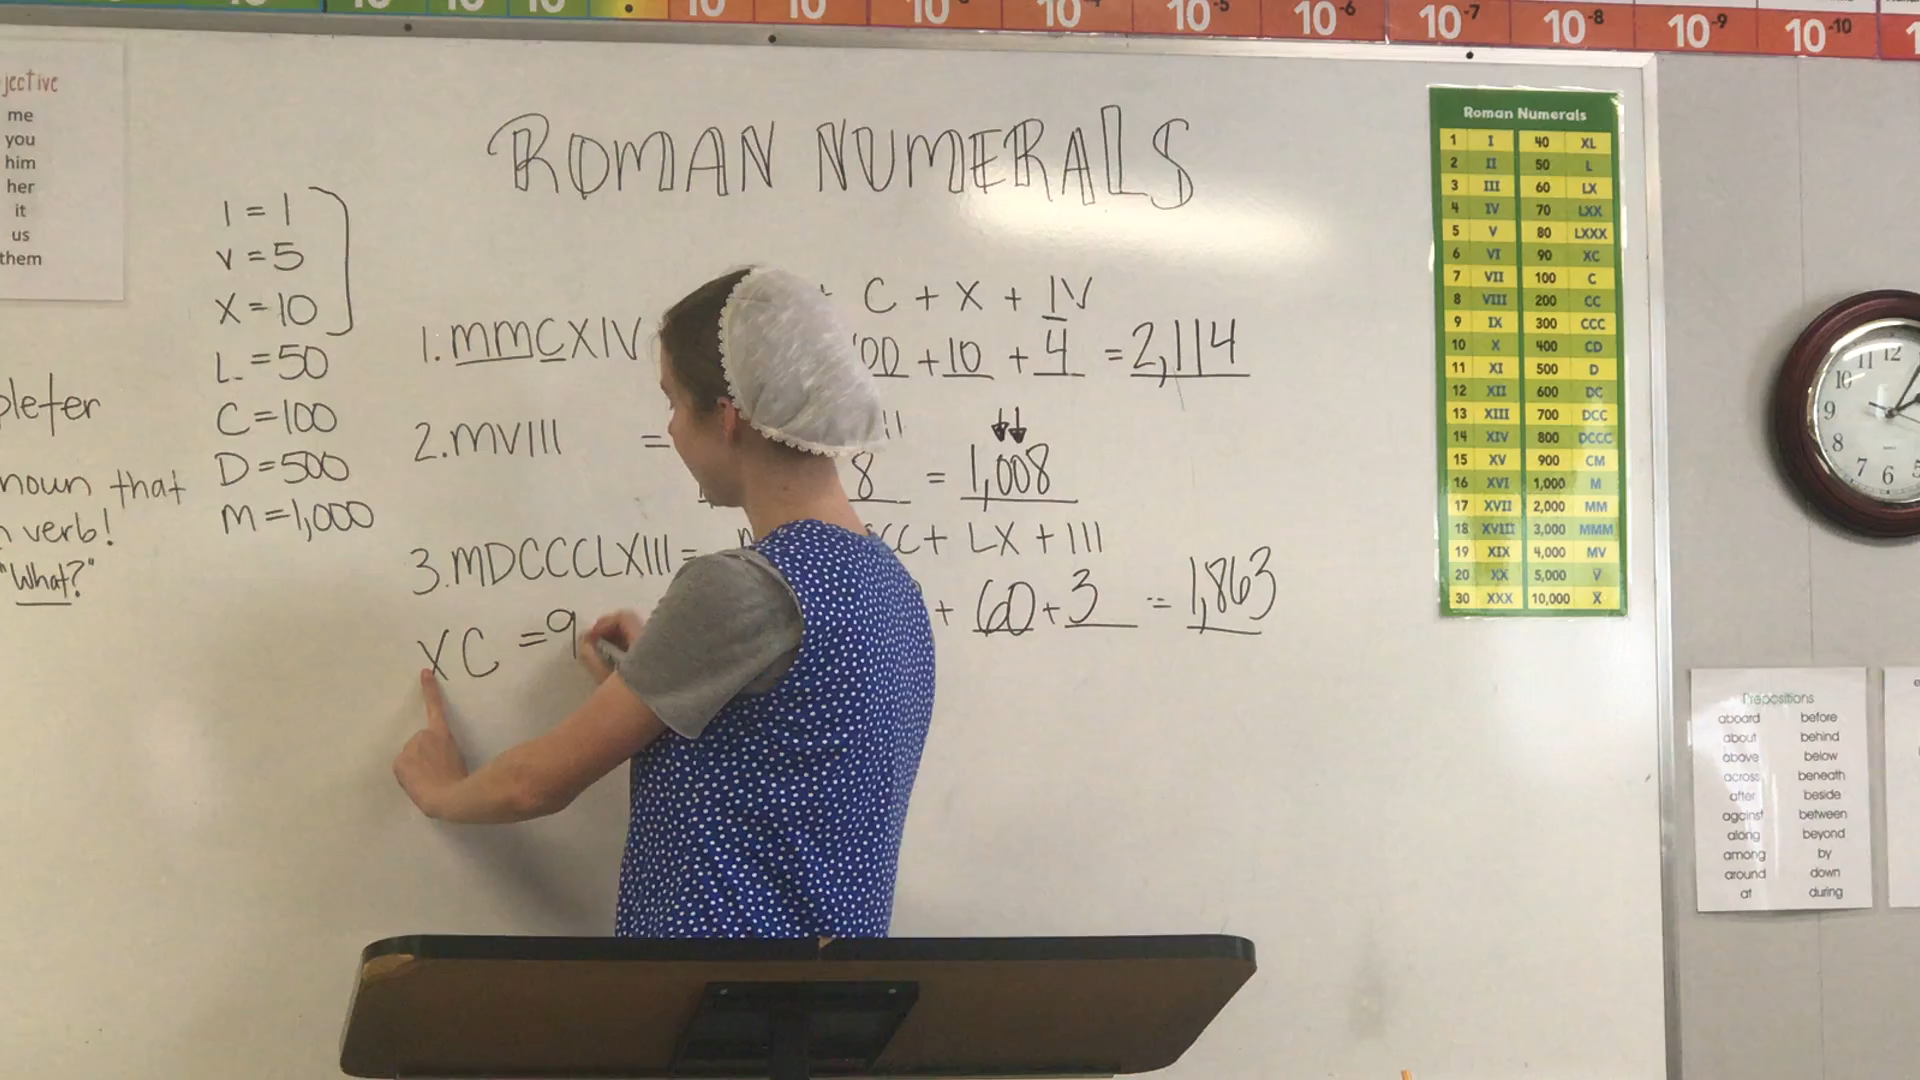 10 10 10 10 10 10 10 10-5 10-6 10-7 10-8 10-9 10-10
me
you
him
her
it
us
them
noun that
verb!
"What?"
I = 1
V = 5
X = 10
L = 50
C = 100
D = 500
M = 1,000
ROMAN NUMERALS
C + X + IV
1. MMCXIV
+ 10 + 4 = 2,114
2. MVIII =
8 = 1,008
+ LX + III
3. MDCCCLXIII =
+ 60 + 3 = 1,863
XC = 9
Roman Numerals
1 I 40 XL
2 II 50 L
3 III 60 LX
4 IV 70 LXX
5 V 80 LXXX
6 VI 90 XC
7 VII 100 C
8 VIII 200 CC
9 IX 300 CCC
10 X 400 CD
11 XI 500 D
12 XII 600 DC
13 XIII 700 DCC
14 XIV 800 DCCC
15 XV 900 CM
16 XVI 1,000 M
17 XVII 2,000 MM
18 XVIII 3,000 MMM
19 XIX 4,000 MV̅
20 XX 5,000 V̅
30 XXX 10,000 X̅
11 12
10
9
8
7 6 5
Prepositions
aboard before
about behind
above below
across beneath
after beside
against between
along beyond
among by
around down
at during